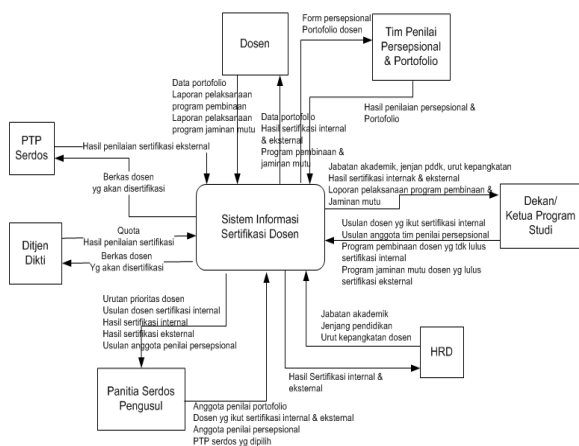 Dosen
Form persepsional
Portofolio dosen
Tim Penilai
Persepsional
& Portofolio
Data portofolio
Laporan pelaksanaan
program pembinaan
Laporan pelaksanaan
program jaminan mutu
Data portofolio
Hasil sertifikasi internal
& eksternal
Program pembinaan &
jaminan mutu
Hasil penilaian persepsional &
Portofolio
PTP
Serdos
Hasil penilaian sertifikasi eksternal
Berkas dosen
yg akan disertifikasi
Jabatan akademik, jenjan pddk, urut kepangkatan
Hasil sertifikasi internak & eksternal
Loporan pelaksanaan program pembinaan &
Jaminan mutu
Dekan/
Ketua Program
Studi
Sistem Informasi
Sertifikasi Dosen
Usulan dosen yg ikut sertifikasi internal
Usulan anggota tim penilai persepsional
Program pembinaan dosen yg tdk lulus
sertifikasi internal
Program jaminan mutu dosen yg lulus
sertifikasi eksternal
Ditjen
Dikti
Quota
Hasil penilaian sertifikasi
Berkas dosen
Yg akan disertifikasi
Urutan prioritas dosen
Usulan dosen sertifikasi internal
Hasil sertifikasi internal
Hasil sertifikasi eksternal
Usulan anggota penilai persepsional
Jabatan akademik
Jenjang pendidikan
Urut kepangkatan dosen
HRD
Hasil Sertifikasi internal &
eksternal
Panitia Serdos
Pengusul
Anggota penilai portofolio
Dosen yg ikut sertifikasi internal & eksternal
Anggota penilai persepsional
PTP serdos yg dipilih